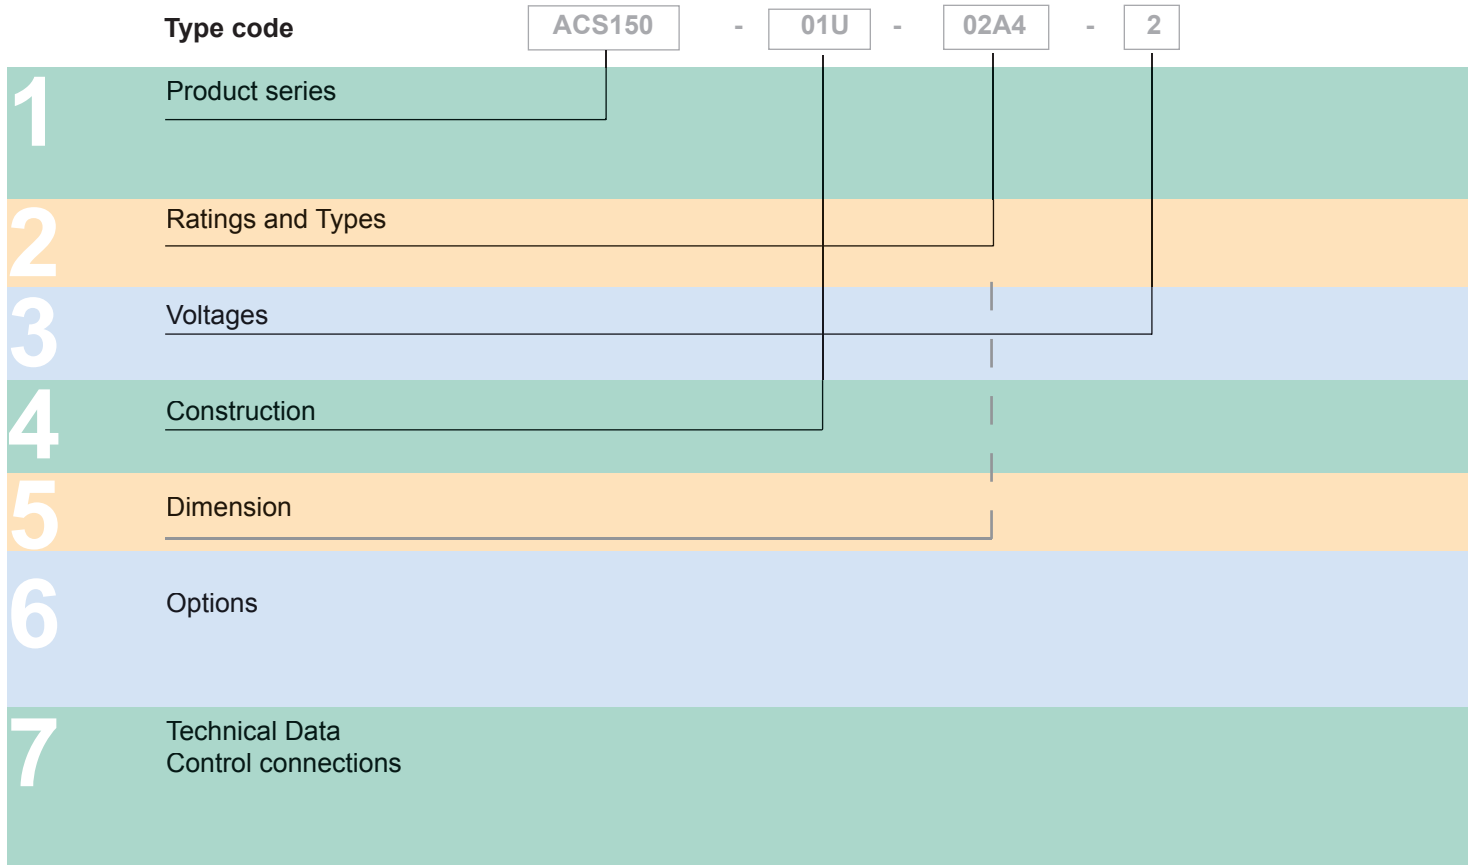 Type code ACS150 - 01U - 02A4 - 2
1 Product series
2 Ratings and Types
3 Voltages
4 Construction
5 Dimension
6 Options
7 Technical Data
Control connections